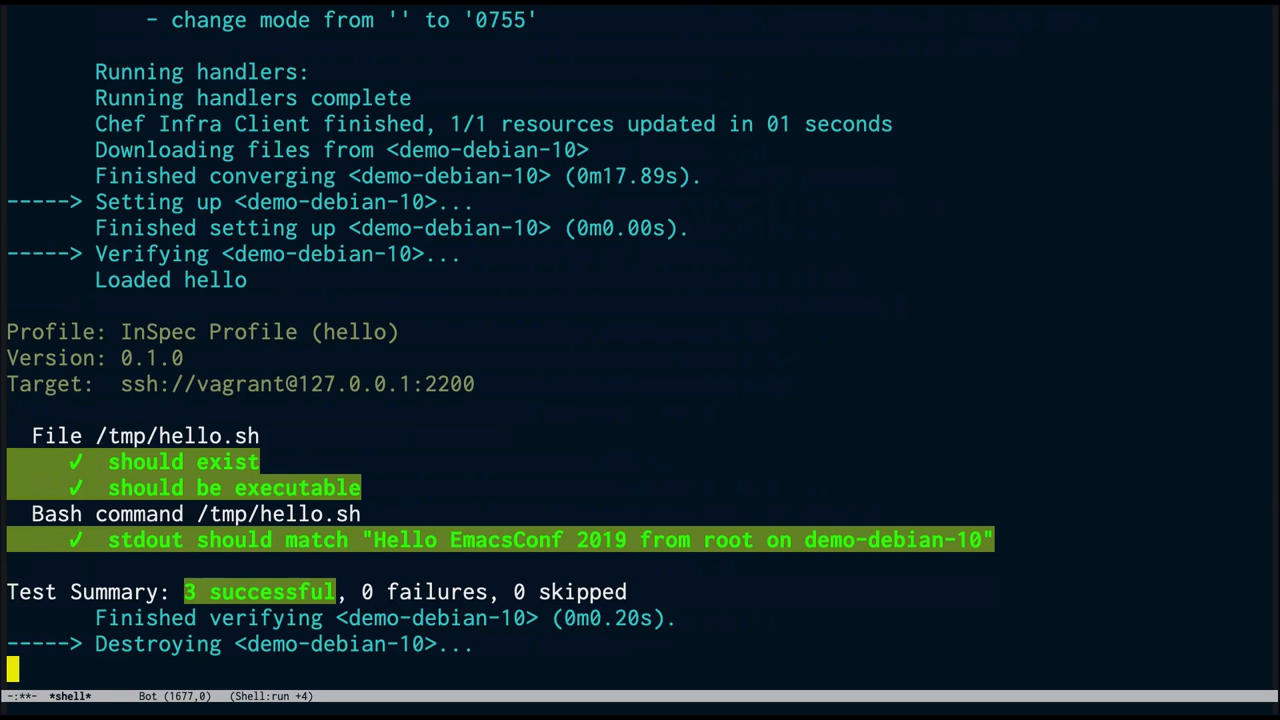 - change mode from '' to '0755'
Running handlers:
Running handlers complete
Chef Infra Client finished, 1/1 resources updated in 01 seconds
Downloading files from <demo-debian-10>
Finished converging <demo-debian-10> (0m17.89s).
-----> Setting up <demo-debian-10>...
Finished setting up <demo-debian-10> (0m0.00s).
-----> Verifying <demo-debian-10>...
Loaded hello
Profile: InSpec Profile (hello)
Version: 0.1.0
Target:  ssh://vagrant@127.0.0.1:2200
File /tmp/hello.sh
✓  should exist
✓  should be executable
Bash command /tmp/hello.sh
✓  stdout should match "Hello EmacsConf 2019 from root on demo-debian-10"
Test Summary: 3 successful, 0 failures, 0 skipped
Finished verifying <demo-debian-10> (0m0.20s).
-----> Destroying <demo-debian-10>...
-:**-  *shell*      Bot (1677,0)   (Shell:run +4)